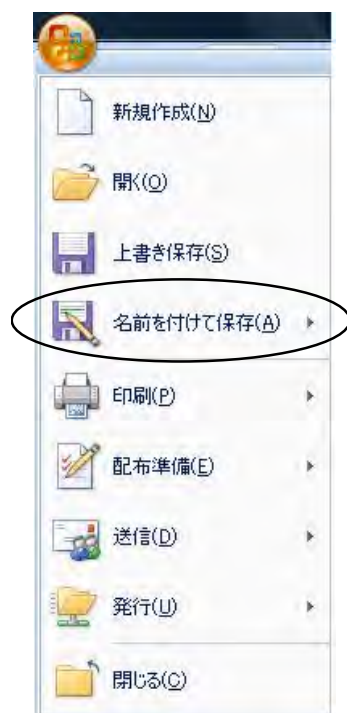 新規作成(N)
開く(O)
上書き保存(S)
名前を付けて保存(A)
印刷(P)
配布準備(E)
送信(D)
発行(U)
閉じる(C)